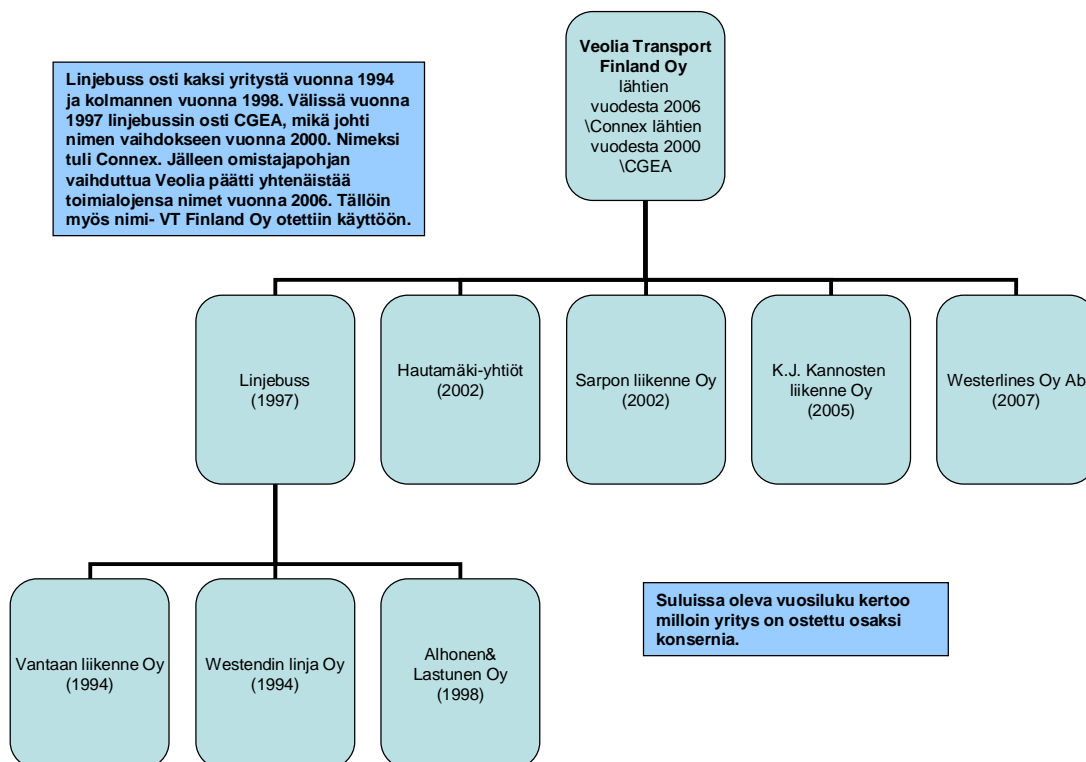 Veolia Transport
Finland Oy
lähtien
vuodesta 2006
\Connex lähtien
vuodesta 2000
\CGEA
Linjebuss osti kaksi yritystä vuonna 1994
ja kolmannen vuonna 1998. Välissä vuonna
1997 linjebussin osti CGEA, mikä johti
nimen vaihdokseen vuonna 2000. Nimeksi
tuli Connex. Jälleen omistajapohjan
vaihduttua Veolia päätti yhtenäistää
toimialojensa nimet vuonna 2006. Tällöin
myös nimi- VT Finland Oy otettiin käyttöön.
Linjebuss
(1997)
Hautamäki-yhtiöt
(2002)
Sarpon liikenne Oy
(2002)
K.J. Kannosten
liikenne Oy
(2005)
Westerlines Oy Ab
(2007)
Vantaan liikenne Oy
(1994)
Westendin linja Oy
(1994)
Alhonen&
Lastunen Oy
(1998)
Suluissa oleva vuosiluku kertoo
milloin yritys on ostettu osaksi
konsernia.